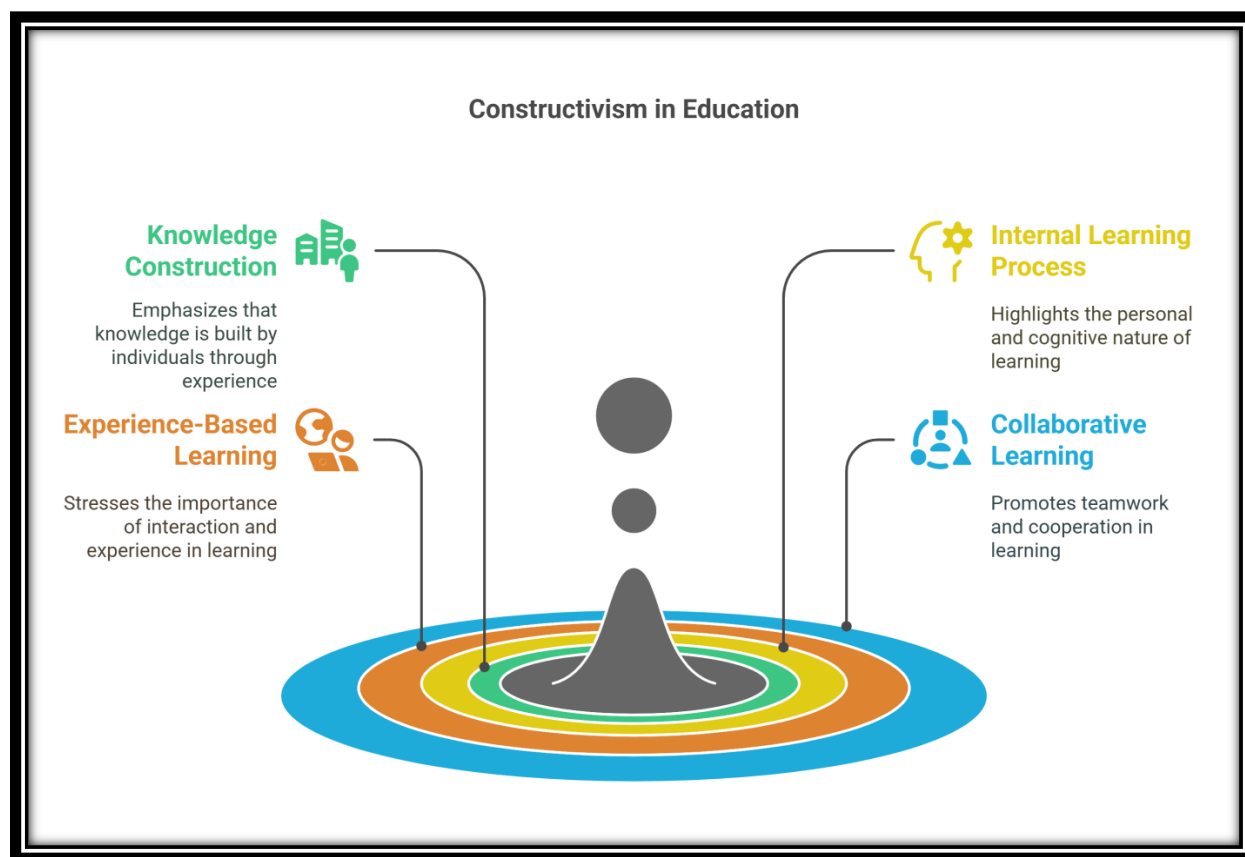 Constructivism in Education
Knowledge
Construction
Emphasizes that
knowledge is built by
individuals through
experience
Experience-Based
Learning
Stresses the importance
of interaction and
experience in learning
Internal Learning
Process
Highlights the personal
and cognitive nature of
learning
Collaborative
Learning
Promotes teamwork
and cooperation in
learning